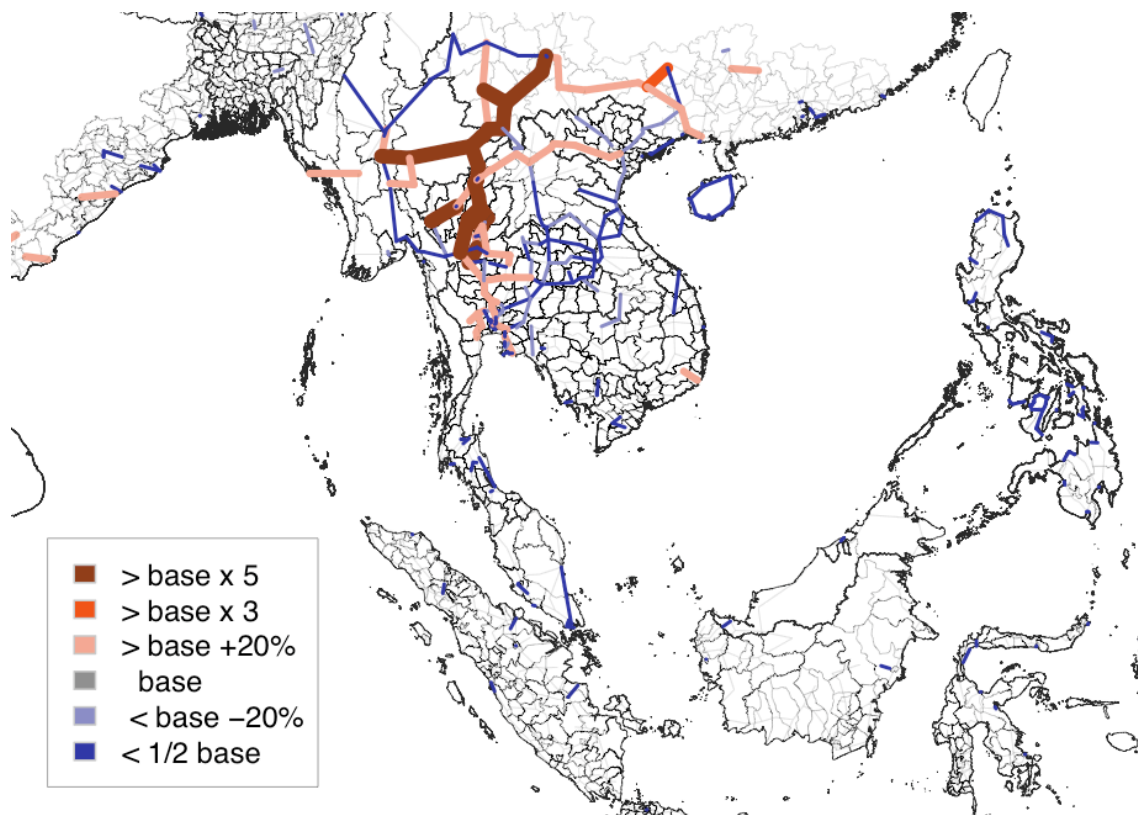 > base x 5
> base x 3
> base +20%
base
< base −20%
< 1/2 base